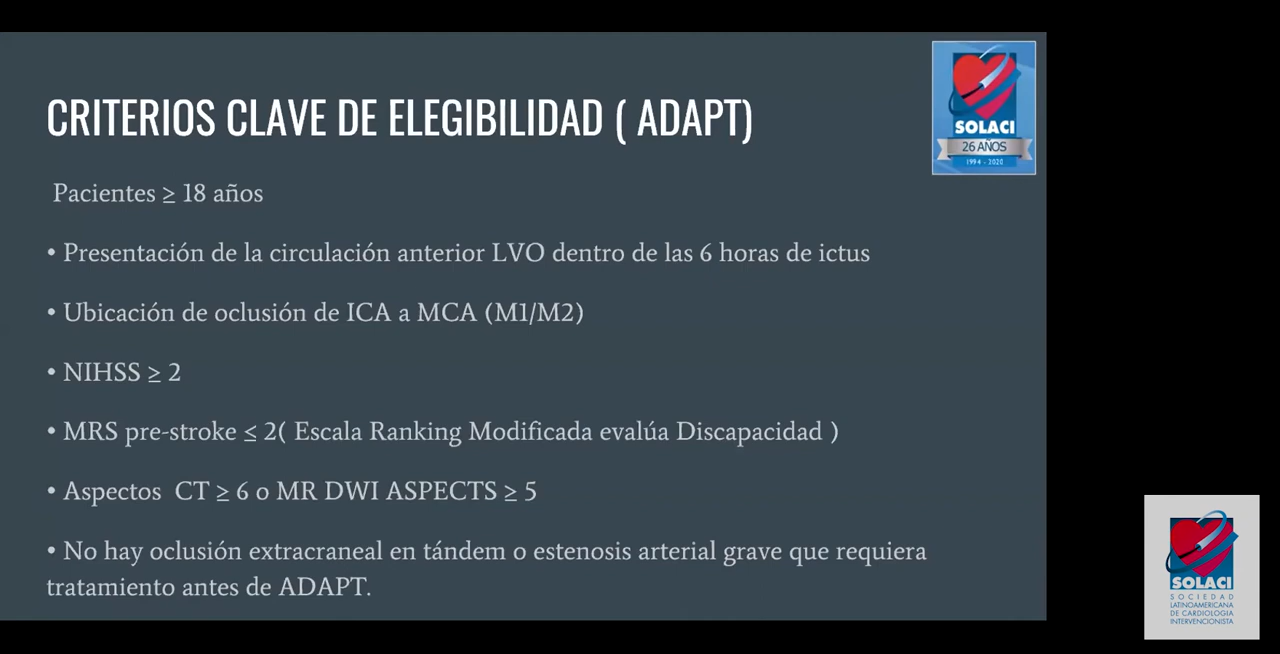 CRITERIOS CLAVE DE ELEGIBILIDAD ( ADAPT)
SOLACI
26 AÑOS
1994 - 2020
Pacientes ≥ 18 años
• Presentación de la circulación anterior LVO dentro de las 6 horas de ictus
• Ubicación de oclusión de ICA a MCA (M1/M2)
• NIHSS ≥ 2
• MRS pre-stroke ≤ 2( Escala Ranking Modificada evalúa Discapacidad )
• Aspectos  CT ≥ 6 o MR DWI ASPECTS ≥ 5
• No hay oclusión extracraneal en tándem o estenosis arterial grave que requiera
tratamiento antes de ADAPT.
SOLACI
SOCIEDAD
LATINOAMERICANA
DE CARDIOLOGIA
INTERVENCIONISTA